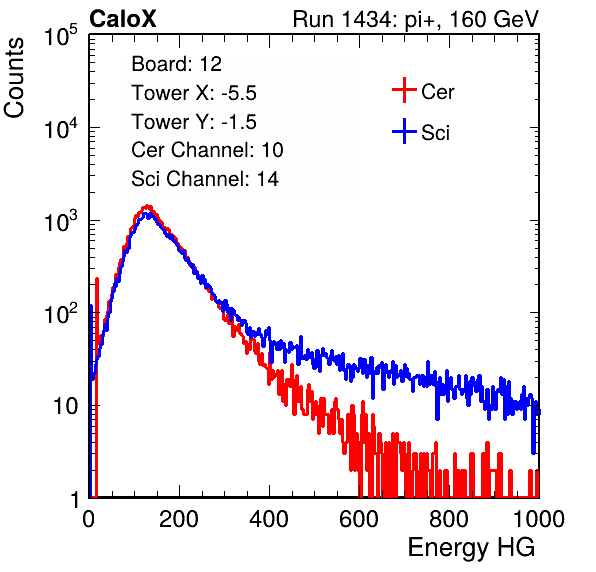 CaloX Run 1434: pi+, 160 GeV
Board: 12
Tower X: -5.5
Tower Y: -1.5
Cer Channel: 10
Sci Channel: 14
Cer
Sci
Counts
10^5
10^4
10^3
10^2
10
1
0 200 400 600 800 1000
Energy HG